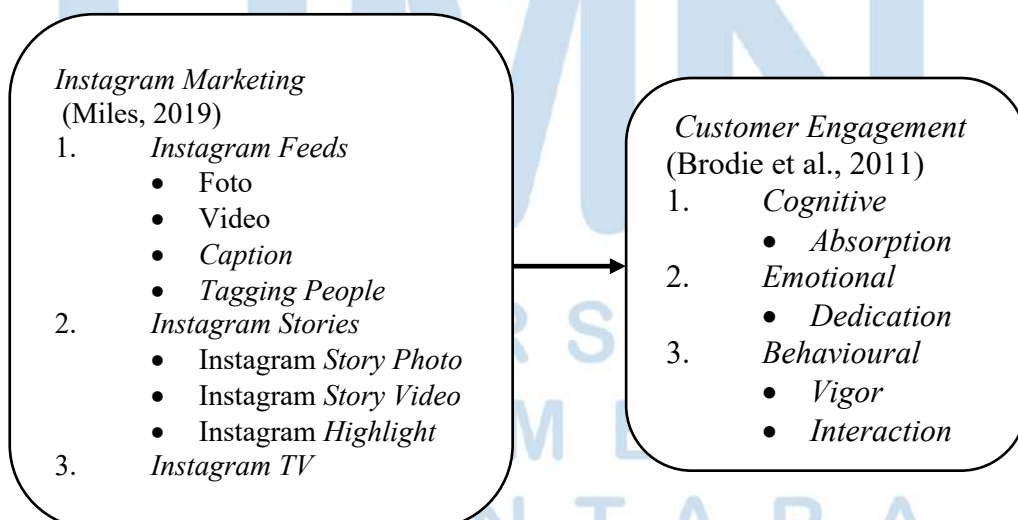 Instagram Marketing
(Miles, 2019)
1. Instagram Feeds
• Foto
• Video
• Caption
• Tagging People
2. Instagram Stories
• Instagram Story Photo
• Instagram Story Video
• Instagram Highlight
3. Instagram TV
Customer Engagement
(Brodie et al., 2011)
1. Cognitive
• Absorption
2. Emotional
• Dedication
3. Behavioural
• Vigor
• Interaction